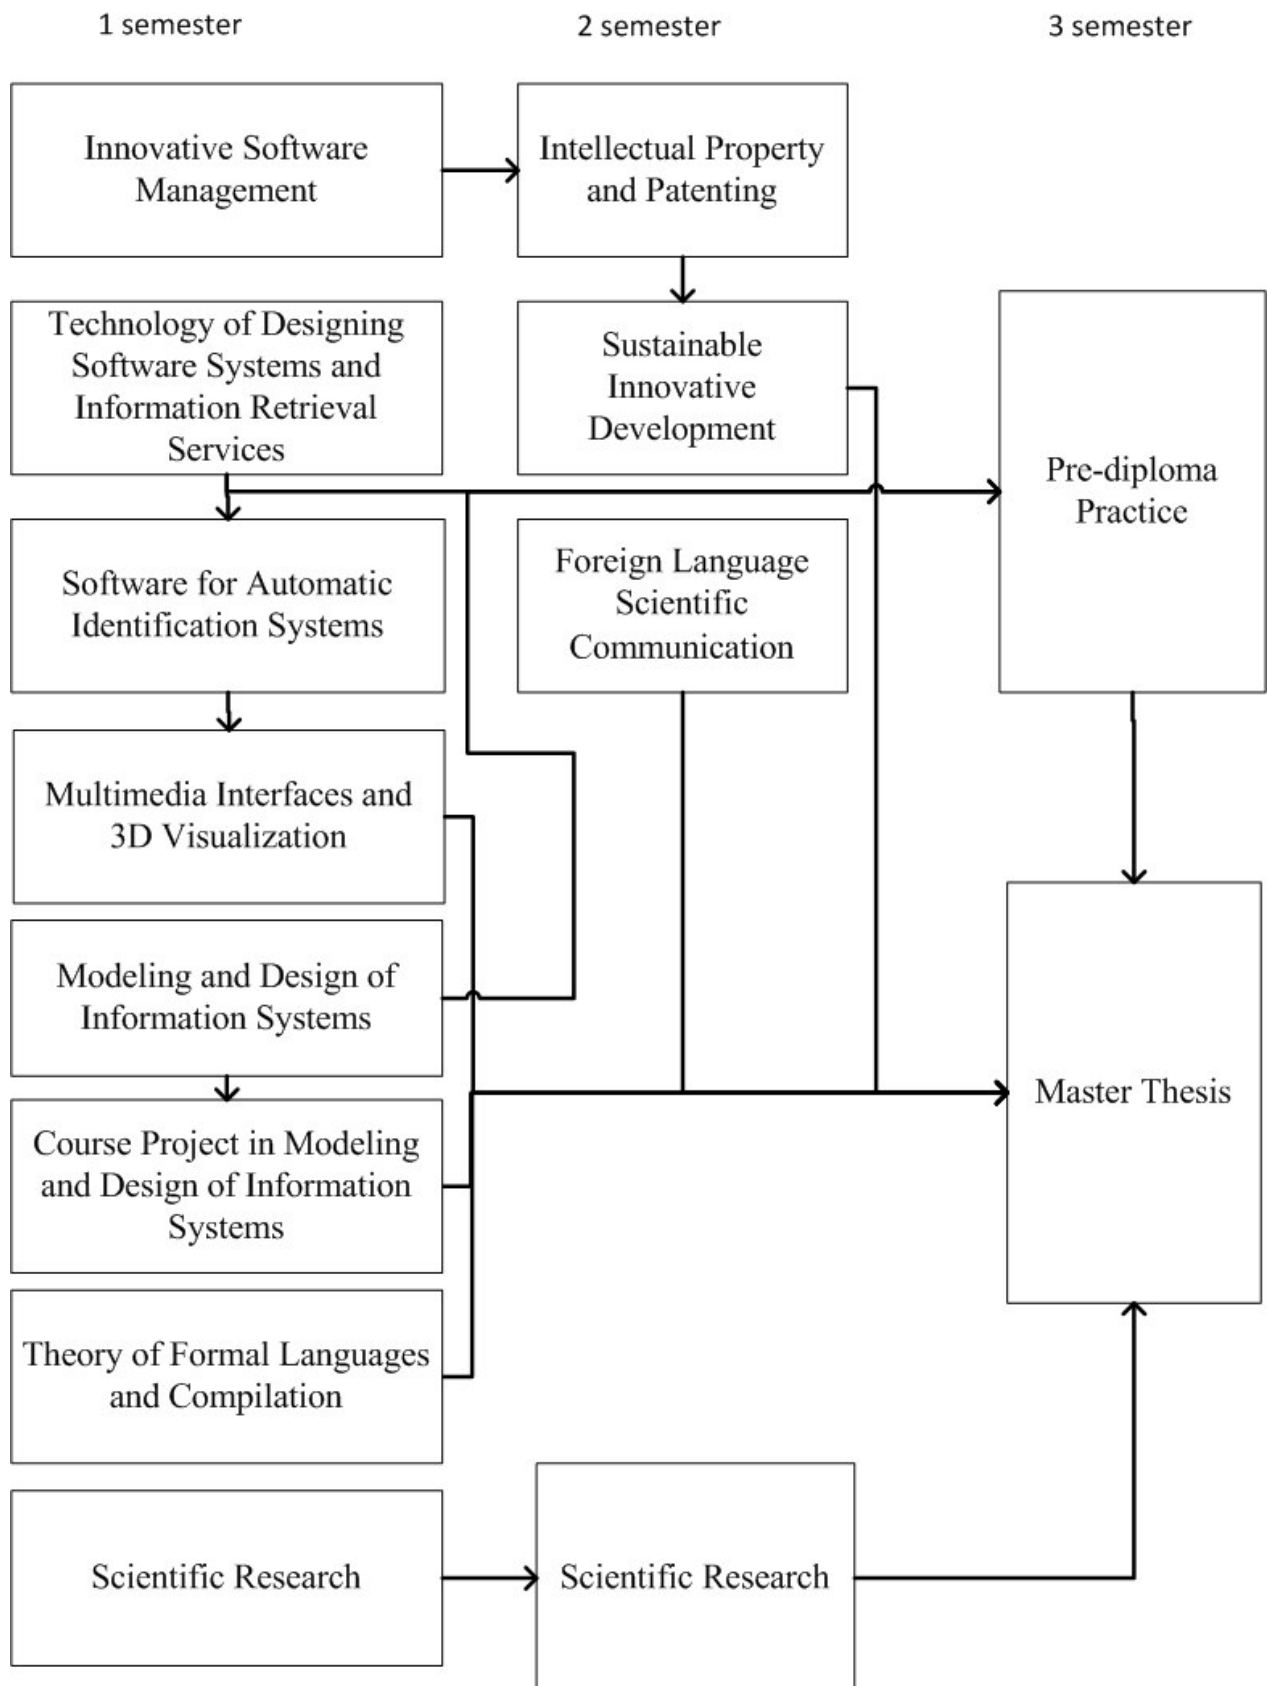 1 semester
2 semester
3 semester
Innovative Software
Management
Intellectual Property
and Patenting
Technology of Designing
Software Systems and
Information Retrieval
Services
Sustainable
Innovative
Development
Pre-diploma
Practice
Software for Automatic
Identification Systems
Foreign Language
Scientific
Communication
Multimedia Interfaces and
3D Visualization
Modeling and Design of
Information Systems
Course Project in Modeling
and Design of Information
Systems
Master Thesis
Theory of Formal Languages
and Compilation
Scientific Research
Scientific Research